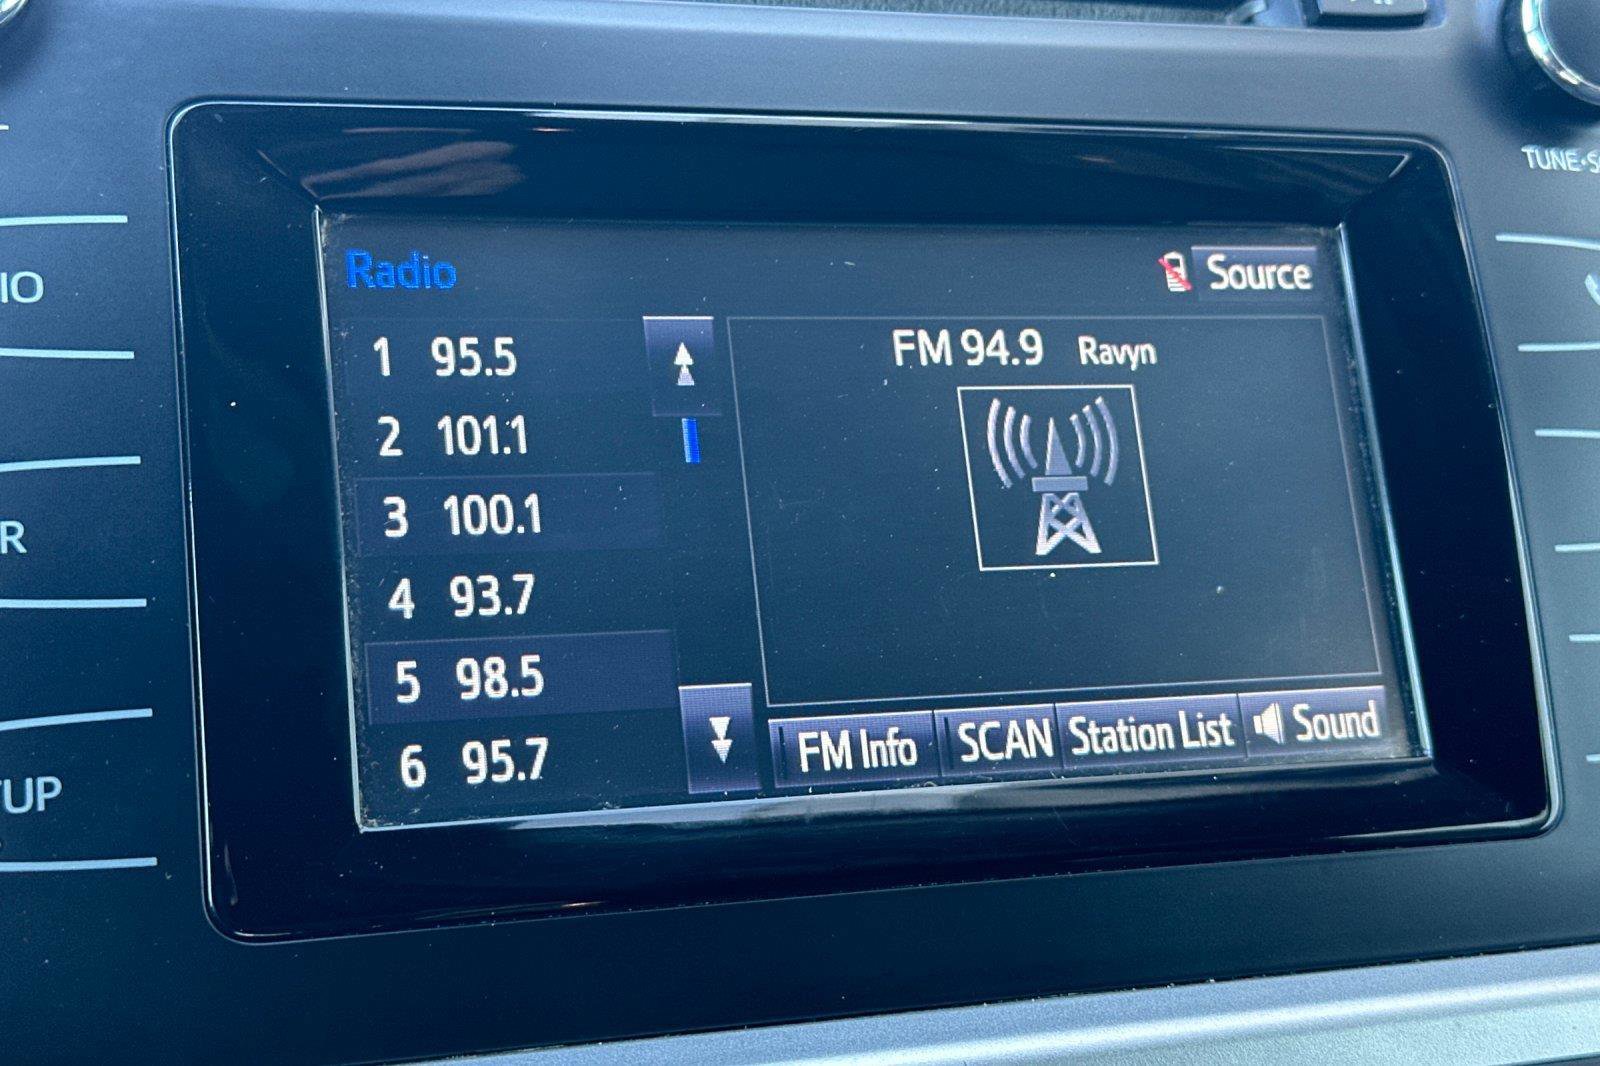 TUNE•S
IO
R
UP
Radio
Source
1 95.5
2 101.1
3 100.1
4 93.7
5 98.5
6 95.7
FM 94.9 Ravyn
FM Info SCAN Station List Sound